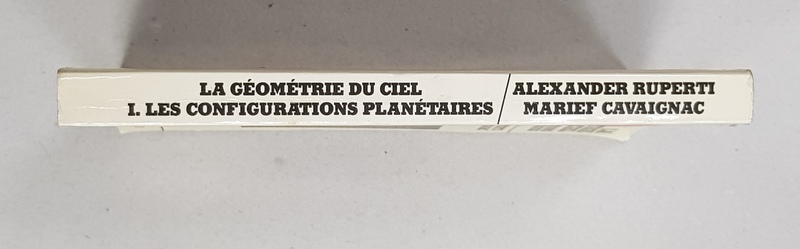 LA GÉOMÉTRIE DU CIEL
I. LES CONFIGURATIONS PLANÉTAIRES
ALEXANDER RUPERTI
MARIEF CAVAIGNAC